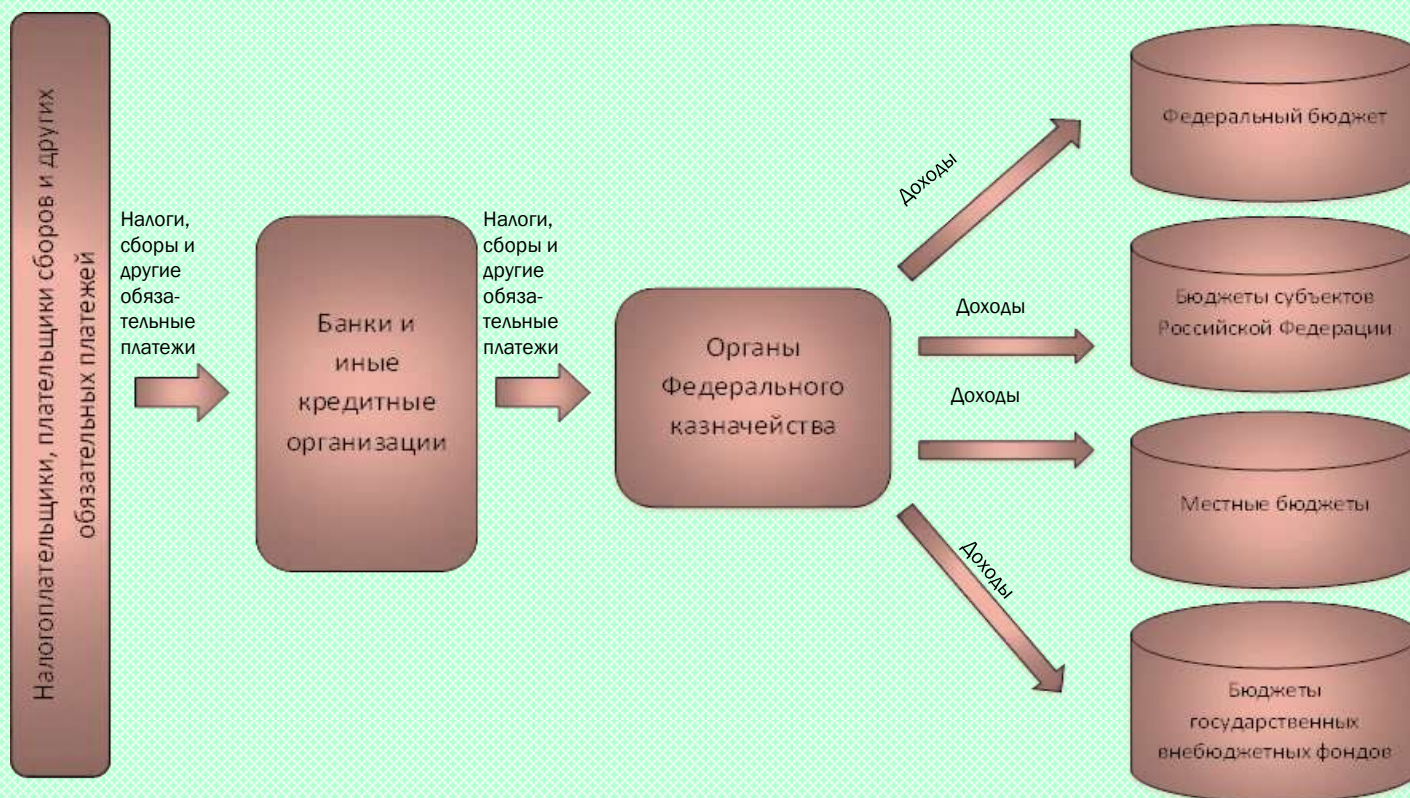 Налогоплательщики, плательщики сборов и других
обязательных платежей
Налоги,
сборы и
другие
обяза-
тельные
платежи
Банки и
иные
кредитные
организации
Налоги,
сборы и
другие
обяза-
тельные
платежи
Органы
Федерального
казначейства
Доходы
Доходы
Доходы
Доходы
Федеральный бюджет
Бюджеты субъектов
Российской Федерации
Местные бюджеты
Бюджеты
государственных
внебюджетных фондов